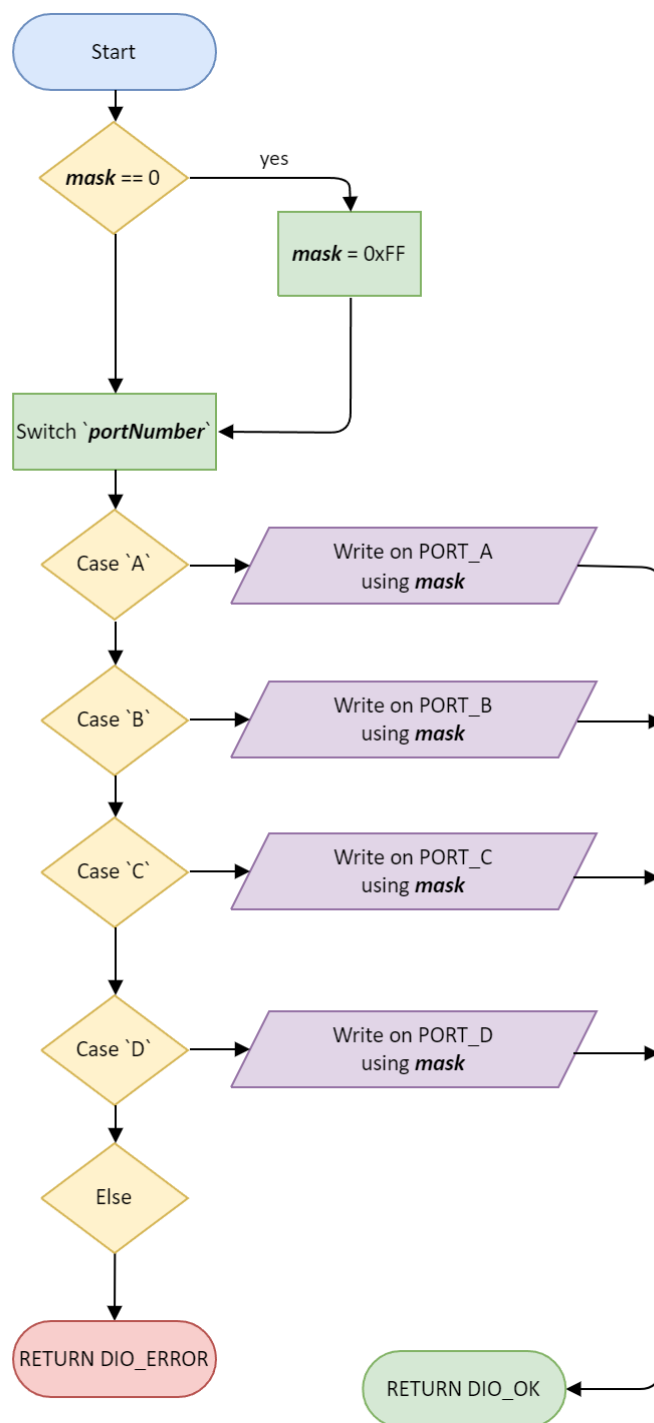 Start
yes
mask == 0
mask = 0xFF
Switch `portNumber`
Case `A`
Write on PORT_A
using mask
Case `B`
Write on PORT_B
using mask
Case `C`
Write on PORT_C
using mask
Case `D`
Write on PORT_D
using mask
Else
RETURN DIO_ERROR
RETURN DIO_OK